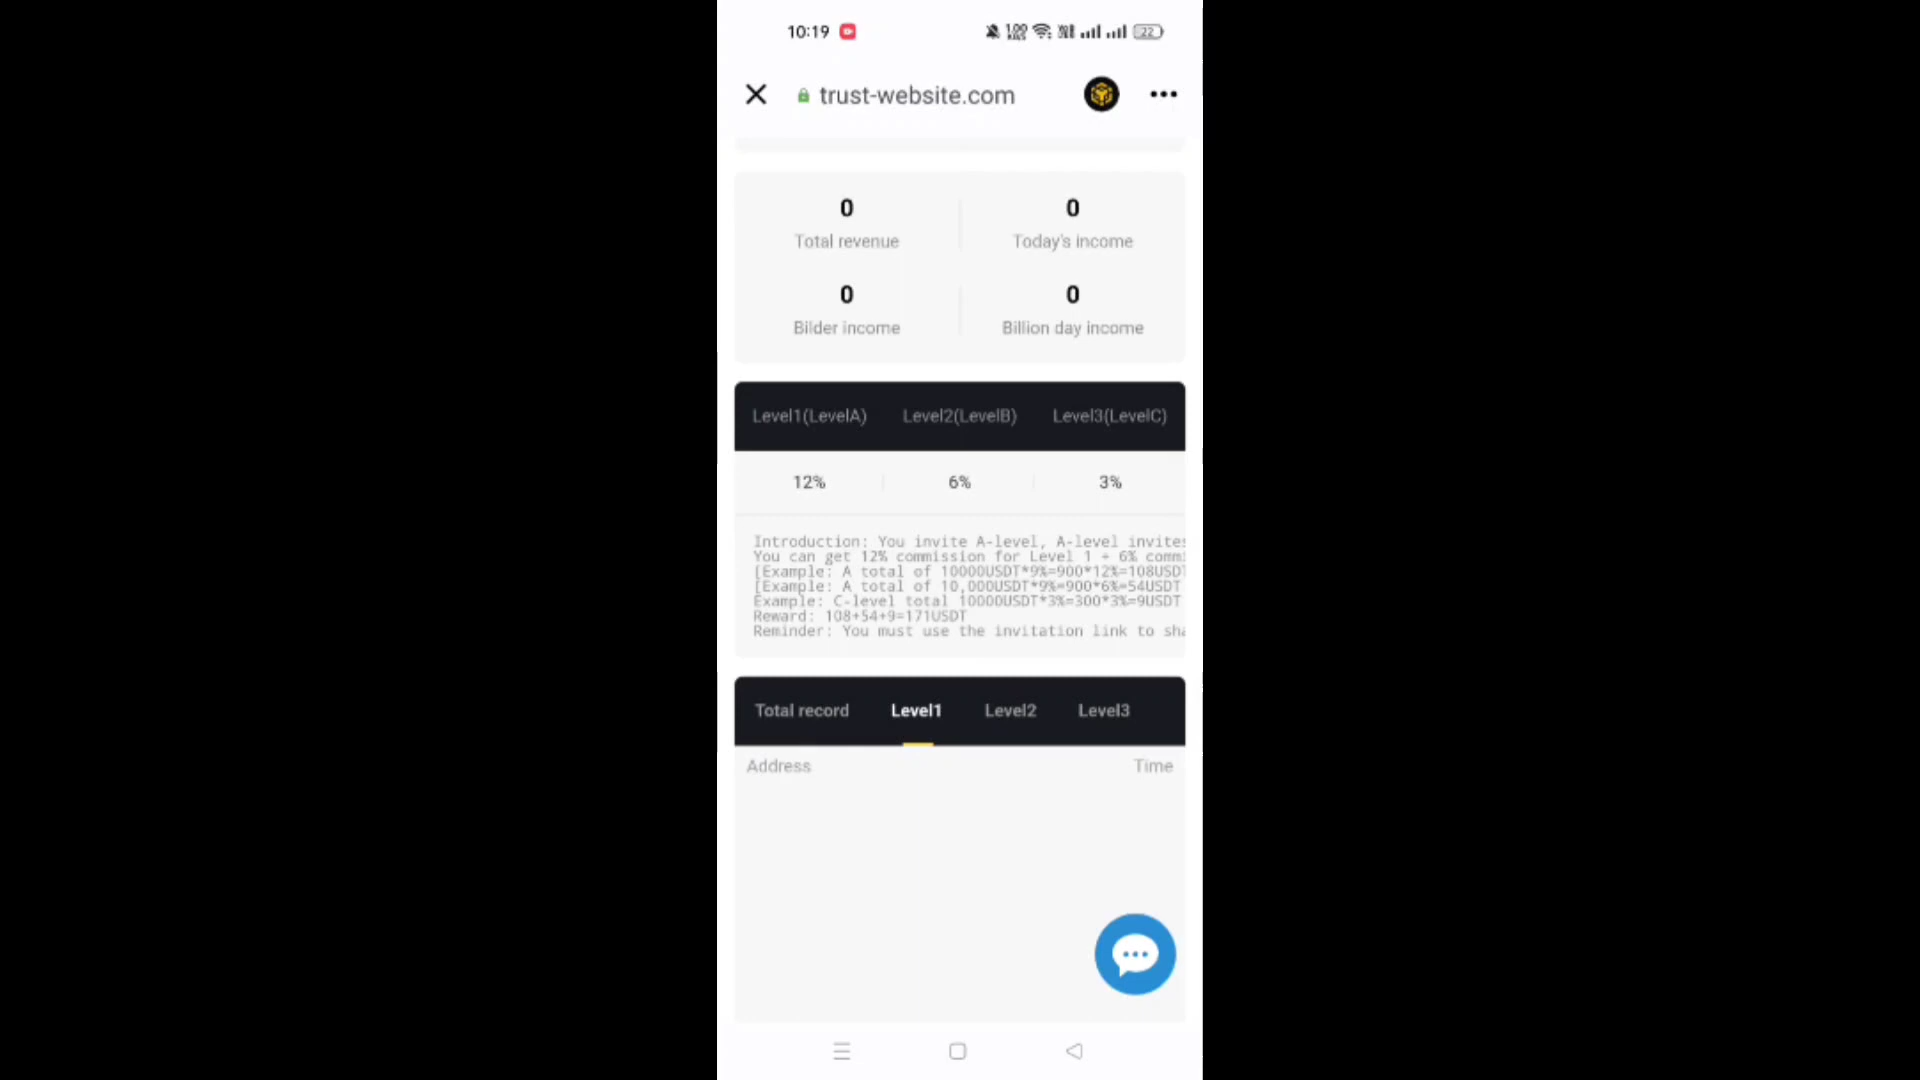 10:19
1.00
22
trust-website.com
0 0
Total revenue Today's income
0 0
Bilder income Billion day income
Level1(LevelA) Level2(LevelB) Level3(LevelC)
12% 6% 3%
Introduction: You invite A-level, A-level invites
You can get 12% commission for Level 1 + 6%
[Example: A total of 10000USDT*9%=900*12%=108USDT
[Example: A total of 10,000USDT*9%=900*6%=54USDT
Example: C-level total 10000USDT*3%=300*3%=9USDT
Reward: 108+54+9=171USDT
Reminder: You must use the invitation link to
Total record Level1 Level2 Level3
Address Time